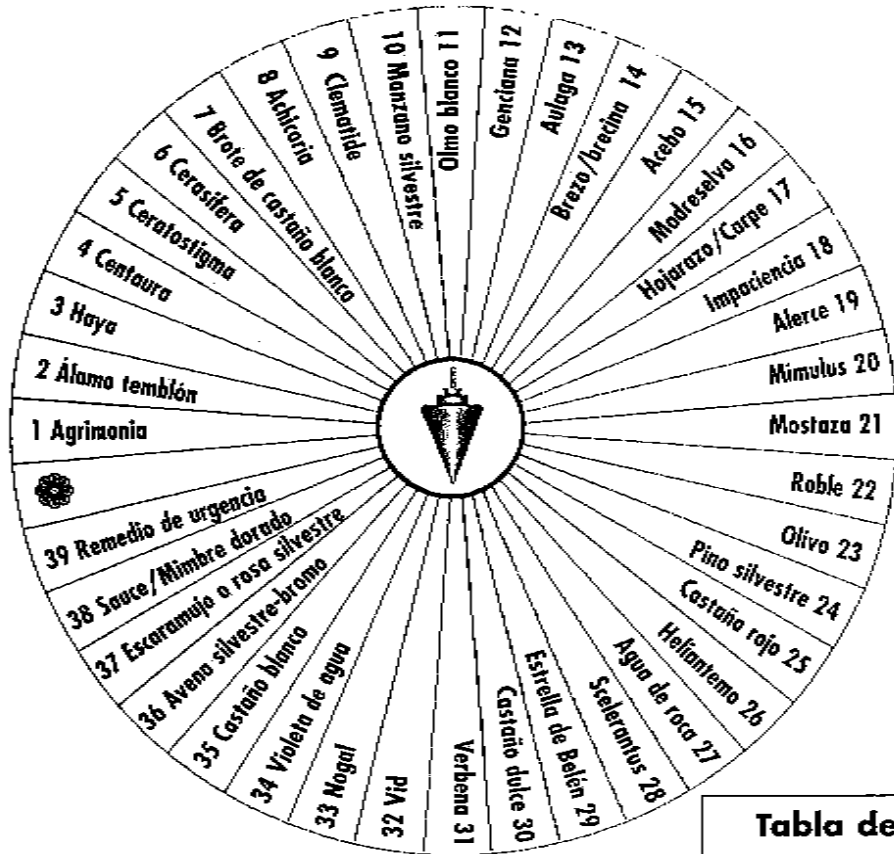 1 Agrimonia
2 Álamo temblón
3 Haya
4 Centaura
5 Ceratostigma
6 Cerasífera
7 Brote de castaño blanco
8 Achicoria
9 Clematide
10 Manzano silvestre
Olmo blanco 11
Genciana 12
Aulaga 13
Brezo/brecina 14
Acebo 15
Madreselva 16
Hojarazo/Carpe 17
Impaciencia 18
Alerce 19
Mimulus 20
Mostaza 21
Roble 22
Olivo 23
Pino silvestre 24
Castaño rojo 25
Heliantemo 26
Agua de roca 27
Scelerantus 28
Estrella de Belén 29
Castaño dulce 30
Verbena 31
32 Vid
33 Nogal
34 Violeta de agua
35 Castaño blanco
36 Avena silvestre-bromo
37 Escaramujo o rosa silvestre
38 Sauce/Mimbre dorado
39 Remedio de urgencia
Tabla de